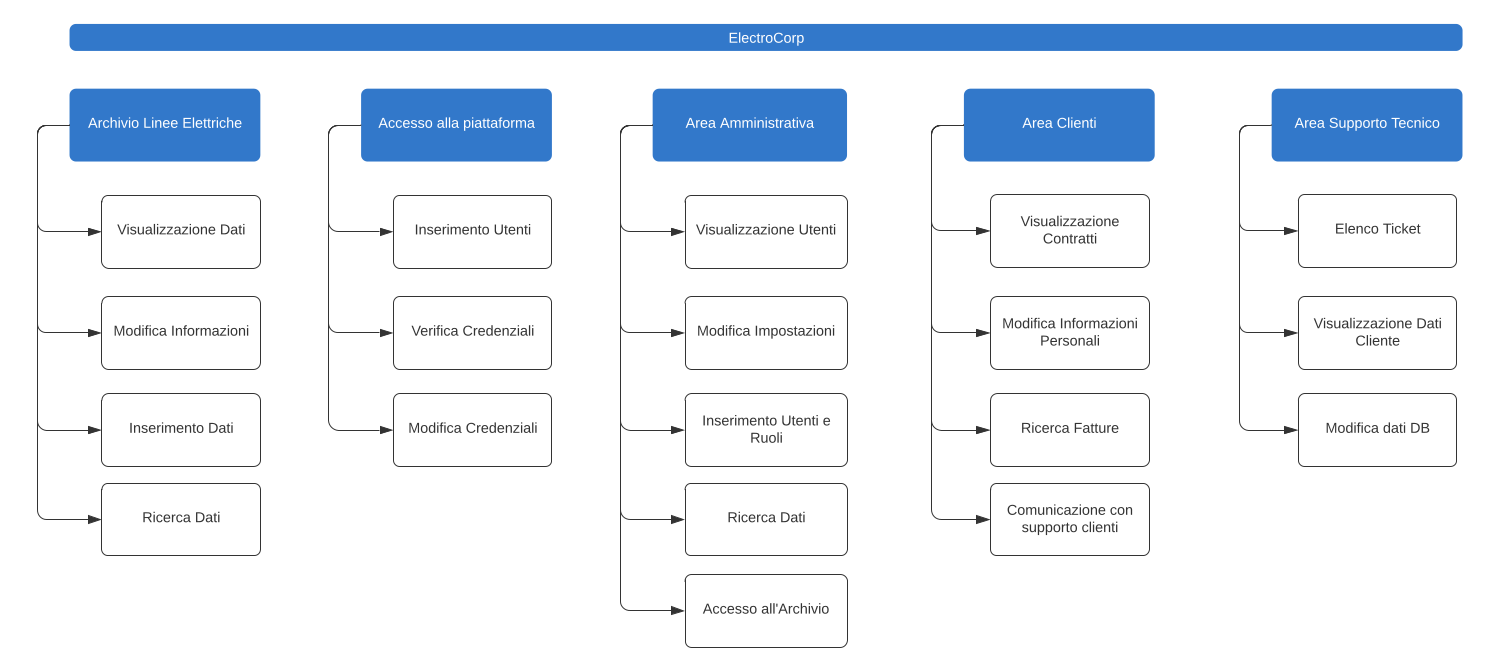 ElectroCorp
Archivio Linee Elettriche
Visualizzazione Dati
Modifica Informazioni
Inserimento Dati
Ricerca Dati
Accesso alla piattaforma
Inserimento Utenti
Verifica Credenziali
Modifica Credenziali
Area Amministrativa
Visualizzazione Utenti
Modifica Impostazioni
Inserimento Utenti e
Ruoli
Ricerca Dati
Accesso all'Archivio
Area Clienti
Visualizzazione
Contratti
Modifica Informazioni
Personali
Ricerca Fatture
Comunicazione con
supporto clienti
Area Supporto Tecnico
Elenco Ticket
Visualizzazione Dati
Cliente
Modifica dati DB